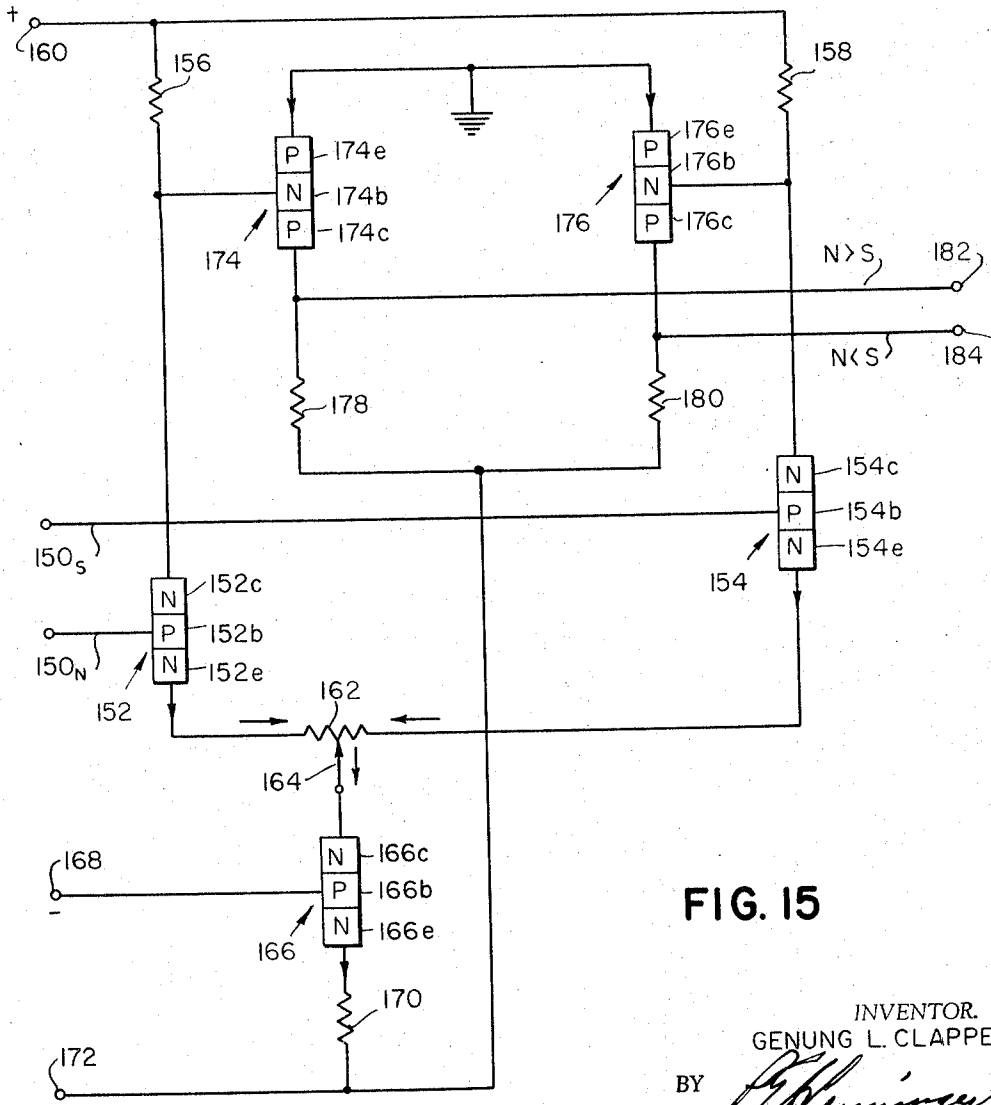 +
160
156
158
P 174e
N 174b
P 174c
174
P 176e
N 176b
P 176c
176
N>S
182
N<S
184
178
180
N 154c
P 154b
N 154e
154
150S
N 152c
P 152b
N 152e
152
150N
162
164
168
−
N 166c
P 166b
N 166e
166
170
172
FIG. 15
INVENTOR.
GENUNG L. CLAPPE
BY